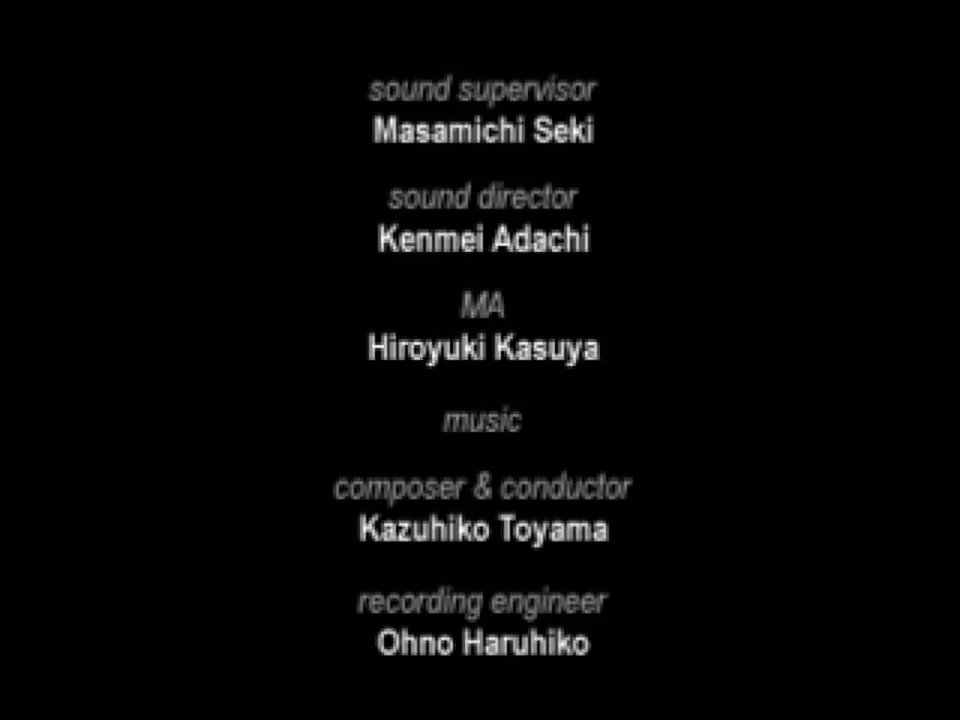 sound supervisor
Masamichi Seki
sound director
Kenmei Adachi
MA
Hiroyuki Kasuya
music
composer & conductor
Kazuhiko Toyama
recording engineer
Ohno Haruhiko